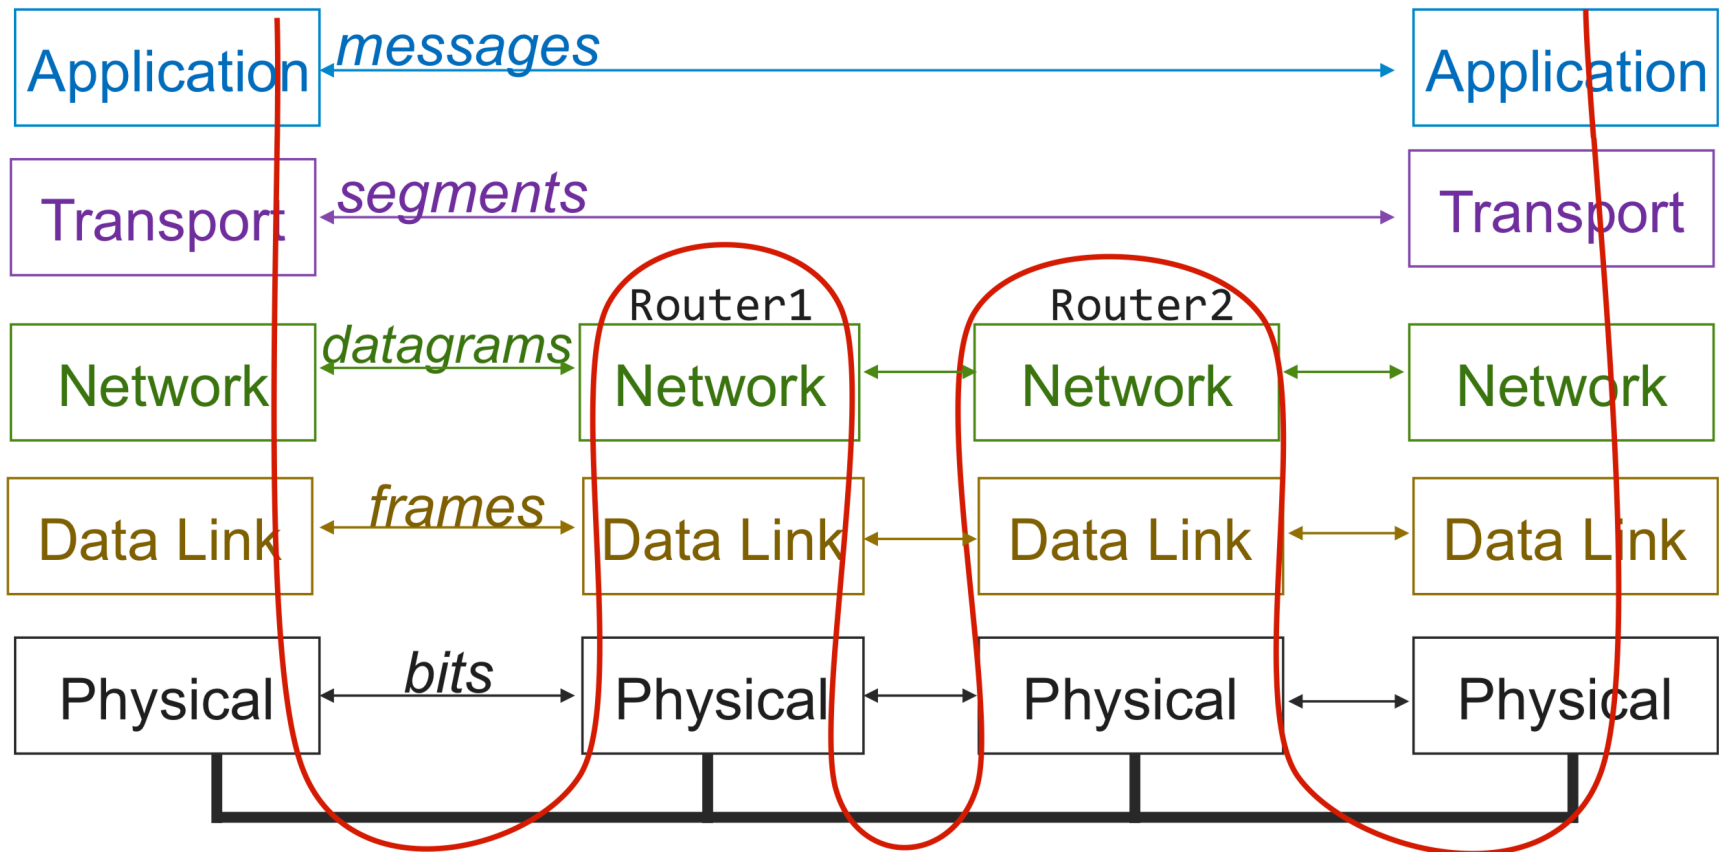 Application
messages
Application
Transport
segments
Transport
Router1
Router2
Network
datagrams
Network
Network
Network
Data Link
frames
Data Link
Data Link
Data Link
Physical
bits
Physical
Physical
Physical